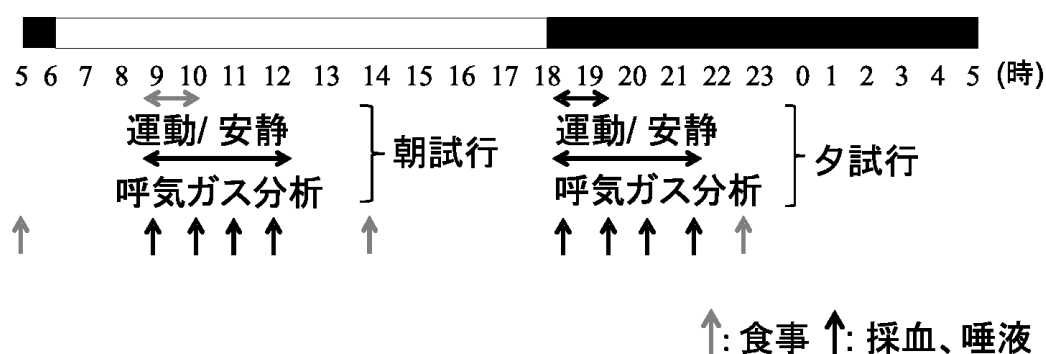 5 6 7 8 9 10 11 12 13 14 15 16 17 18 19 20 21 22 23 0 1 2 3 4 5 (時)
運動/ 安静
呼気ガス分析
朝試行
運動/ 安静
呼気ガス分析
夕試行
↑: 食事 ↑: 採血、唾液